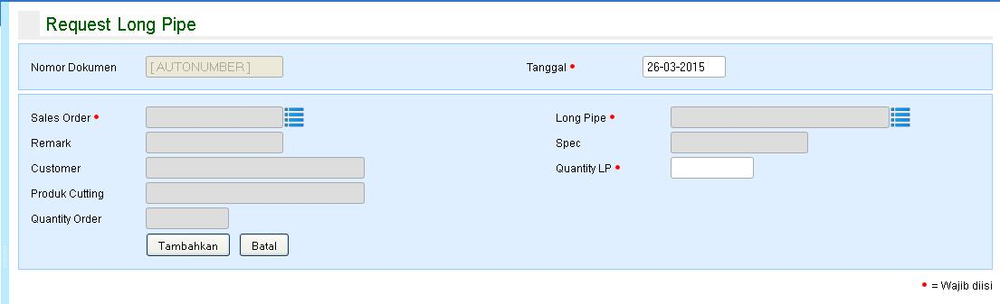 Request Long Pipe
Nomor Dokumen [ AUTONUMBER ] Tanggal • 26-03-2015
Sales Order • Long Pipe •
Remark Spec
Customer Quantity LP •
Produk Cutting
Quantity Order
Tambahkan Batal
• = Wajib diisi